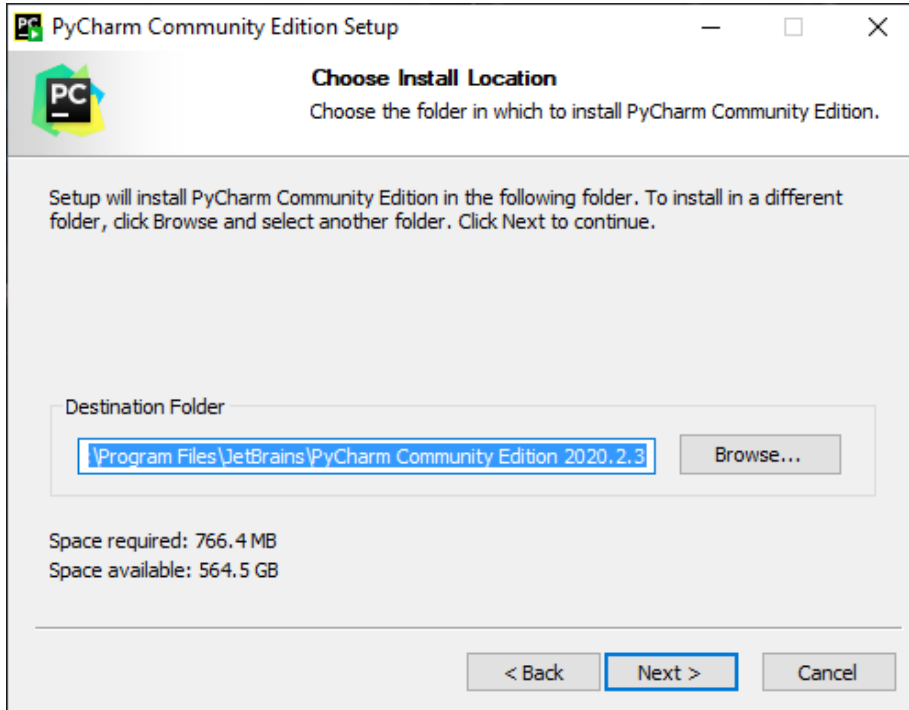 PyCharm Community Edition Setup
PC
Choose Install Location
Choose the folder in which to install PyCharm Community Edition.
Setup will install PyCharm Community Edition in the following folder. To install in a different
folder, click Browse and select another folder. Click Next to continue.
Destination Folder
:\Program Files\JetBrains\PyCharm Community Edition 2020.2.3
Browse...
Space required: 766.4 MB
Space available: 564.5 GB
< Back
Next >
Cancel